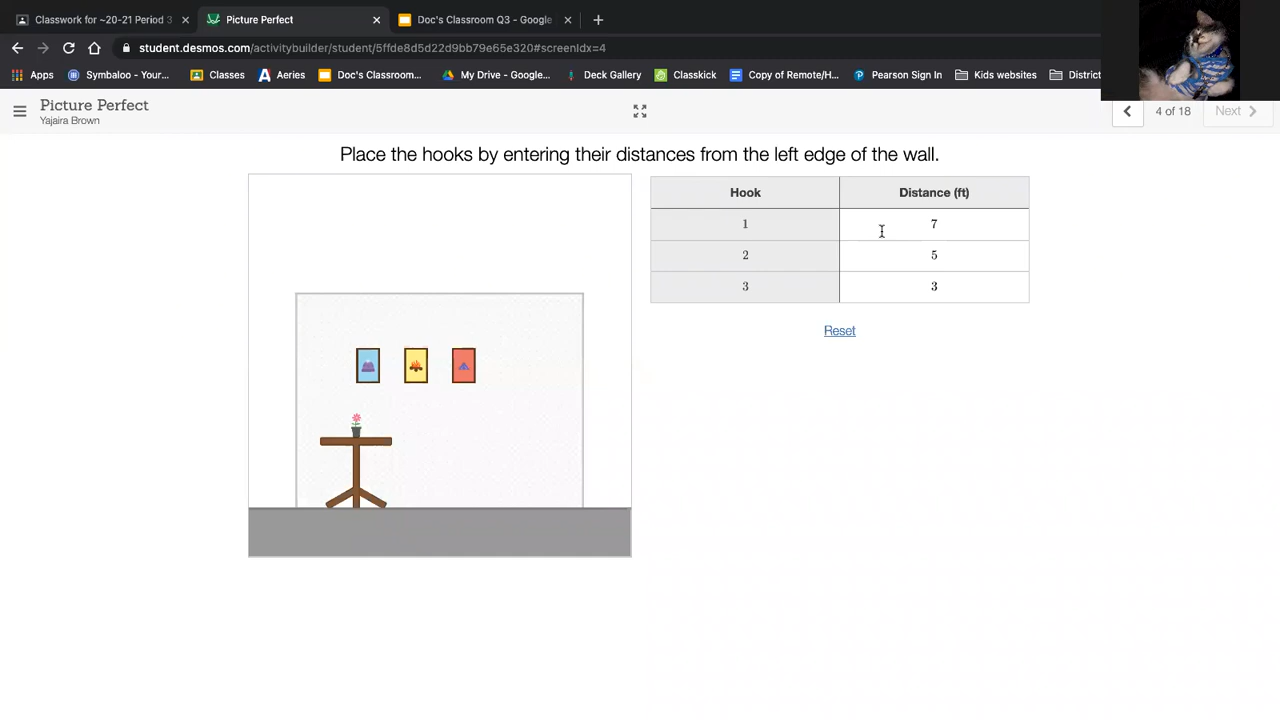 Classwork for ~20-21 Period 3
Picture Perfect
Doc's Classroom Q3 - Google
student.desmos.com/activitybuilder/student/5ffde8d5d22d9bb79e65e320#screenIdx=4
Apps
Symbaloo - Your...
Classes
Aeries
Doc's Classroom...
My Drive - Google...
Deck Gallery
Classkick
Copy of Remote/H...
Pearson Sign In
Kids websites
District
Picture Perfect
Yajaira Brown
4 of 18
Next
Place the hooks by entering their distances from the left edge of the wall.
Hook Distance (ft)
1 7
2 5
3 3
Reset